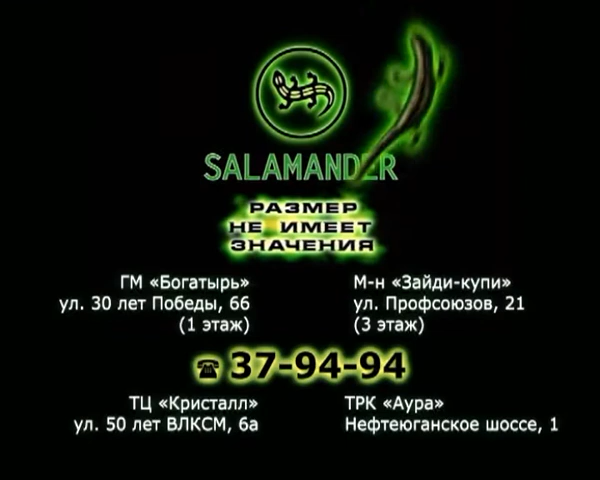 SALAMANDER
РАЗМЕР
НЕ ИМЕЕТ
ЗНАЧЕНИЯ
ГМ «Богатырь»
ул. 30 лет Победы, 66
(1 этаж)
М-н «Зайди-купи»
ул. Профсоюзов, 21
(3 этаж)
☎ 37-94-94
ТЦ «Кристалл»
ул. 50 лет ВЛКСМ, 6а
ТРК «Аура»
Нефтеюганское шоссе, 1